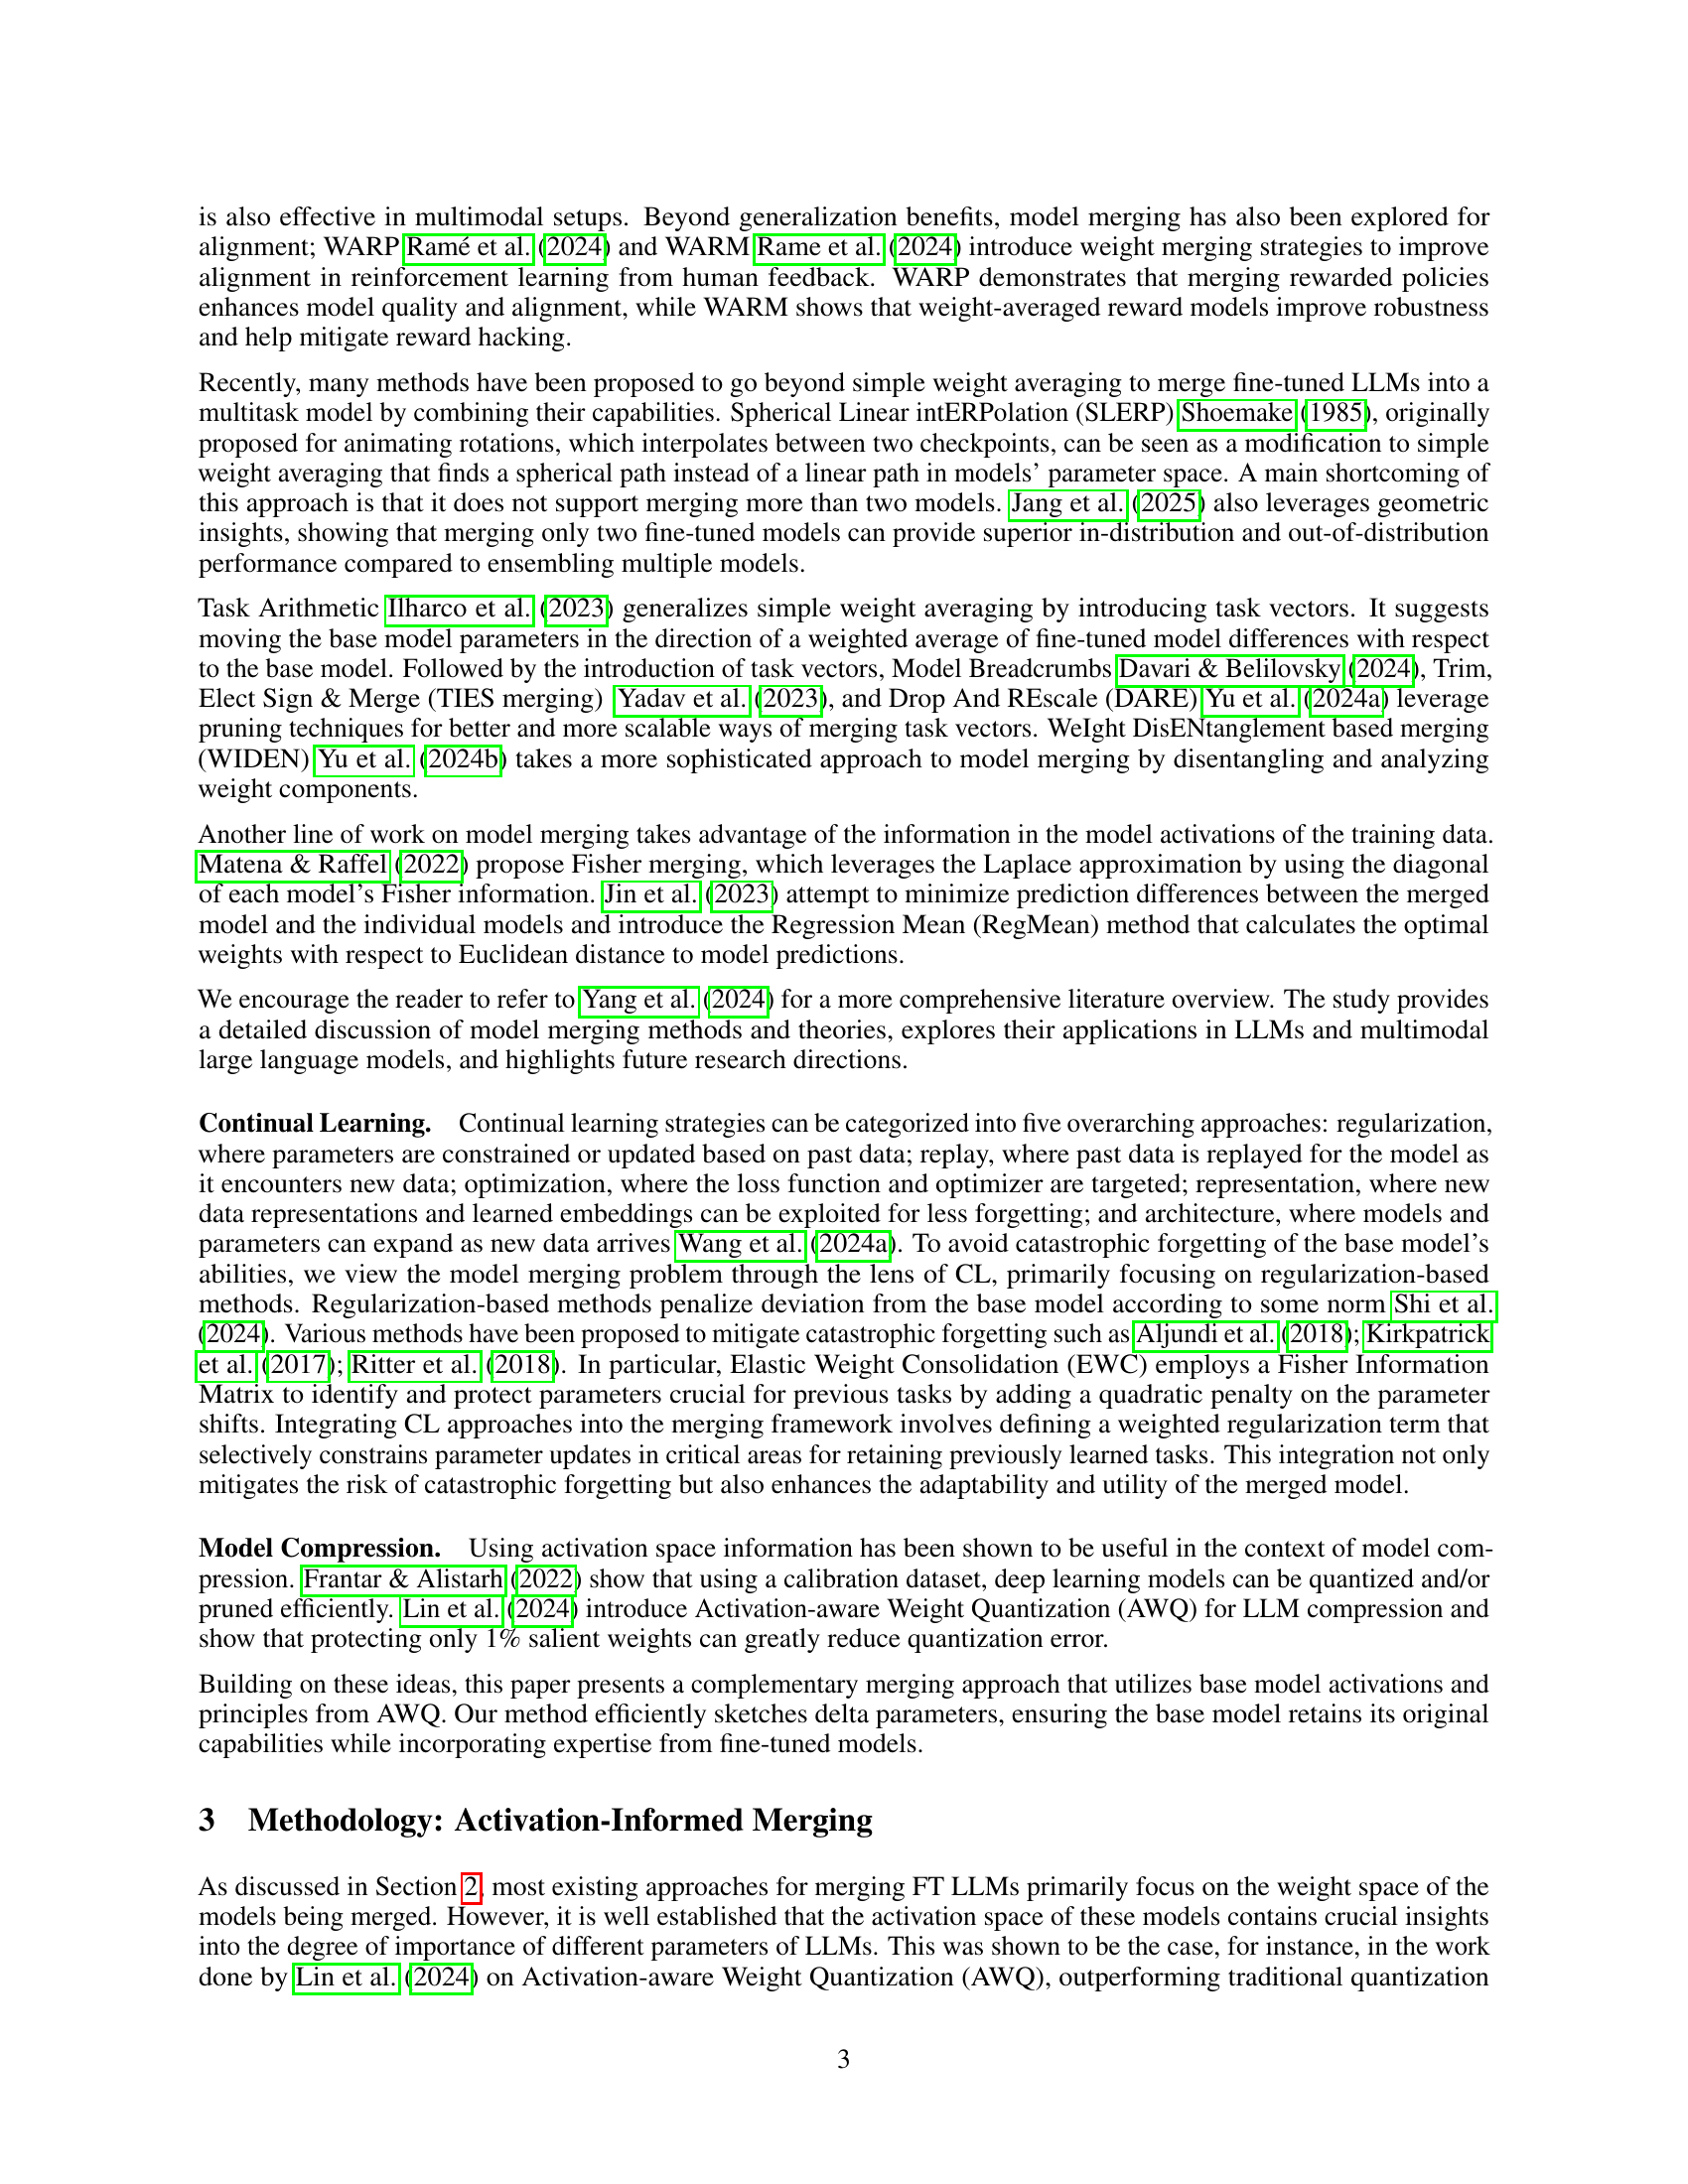 is also effective in multimodal setups. Beyond generalization benefits, model merging has also been explored for
alignment; WARP Ramé et al. (2024) and WARM Rame et al. (2024) introduce weight merging strategies to improve
alignment in reinforcement learning from human feedback. WARP demonstrates that merging rewarded policies
enhances model quality and alignment, while WARM shows that weight-averaged reward models improve robustness
and help mitigate reward hacking.
Recently, many methods have been proposed to go beyond simple weight averaging to merge fine-tuned LLMs into a
multitask model by combining their capabilities. Spherical Linear intERPolation (SLERP) Shoemake (1985), originally
proposed for animating rotations, which interpolates between two checkpoints, can be seen as a modification to simple
weight averaging that finds a spherical path instead of a linear path in models' parameter space. A main shortcoming of
this approach is that it does not support merging more than two models. Jang et al. (2025) also leverages geometric
insights, showing that merging only two fine-tuned models can provide superior in-distribution and out-of-distribution
performance compared to ensembling multiple models.
Task Arithmetic Ilharco et al. (2023) generalizes simple weight averaging by introducing task vectors. It suggests
moving the base model parameters in the direction of a weighted average of fine-tuned model differences with respect
to the base model. Followed by the introduction of task vectors, Model Breadcrumbs Davari & Belilovsky (2024), Trim,
Elect Sign & Merge (TIES merging) Yadav et al. (2023), and Drop And REscale (DARE) Yu et al. (2024a) leverage
pruning techniques for better and more scalable ways of merging task vectors. WeIght DisENtanglement based merging
(WIDEN) Yu et al. (2024b) takes a more sophisticated approach to model merging by disentangling and analyzing
weight components.
Another line of work on model merging takes advantage of the information in the model activations of the training data.
Matena & Raffel (2022) propose Fisher merging, which leverages the Laplace approximation by using the diagonal
of each model's Fisher information. Jin et al. (2023) attempt to minimize prediction differences between the merged
model and the individual models and introduce the Regression Mean (RegMean) method that calculates the optimal
weights with respect to Euclidean distance to model predictions.
We encourage the reader to refer to Yang et al. (2024) for a more comprehensive literature overview. The study provides
a detailed discussion of model merging methods and theories, explores their applications in LLMs and multimodal
large language models, and highlights future research directions.
Continual Learning. Continual learning strategies can be categorized into five overarching approaches: regularization,
where parameters are constrained or updated based on past data; replay, where past data is replayed for the model as
it encounters new data; optimization, where the loss function and optimizer are targeted; representation, where new
data representations and learned embeddings can be exploited for less forgetting; and architecture, where models and
parameters can expand as new data arrives Wang et al. (2024a). To avoid catastrophic forgetting of the base model's
abilities, we view the model merging problem through the lens of CL, primarily focusing on regularization-based
methods. Regularization-based methods penalize deviation from the base model according to some norm Shi et al.
(2024). Various methods have been proposed to mitigate catastrophic forgetting such as Aljundi et al. (2018); Kirkpatrick
et al. (2017); Ritter et al. (2018). In particular, Elastic Weight Consolidation (EWC) employs a Fisher Information
Matrix to identify and protect parameters crucial for previous tasks by adding a quadratic penalty on the parameter
shifts. Integrating CL approaches into the merging framework involves defining a weighted regularization term that
selectively constrains parameter updates in critical areas for retaining previously learned tasks. This integration not only
mitigates the risk of catastrophic forgetting but also enhances the adaptability and utility of the merged model.
Model Compression. Using activation space information has been shown to be useful in the context of model com-
pression. Frantar & Alistarh (2022) show that using a calibration dataset, deep learning models can be quantized and/or
pruned efficiently. Lin et al. (2024) introduce Activation-aware Weight Quantization (AWQ) for LLM compression and
show that protecting only 1% salient weights can greatly reduce quantization error.
Building on these ideas, this paper presents a complementary merging approach that utilizes base model activations and
principles from AWQ. Our method efficiently sketches delta parameters, ensuring the base model retains its original
capabilities while incorporating expertise from fine-tuned models.
3 Methodology: Activation-Informed Merging
As discussed in Section 2, most existing approaches for merging FT LLMs primarily focus on the weight space of the
models being merged. However, it is well established that the activation space of these models contains crucial insights
into the degree of importance of different parameters of LLMs. This was shown to be the case, for instance, in the work
done by Lin et al. (2024) on Activation-aware Weight Quantization (AWQ), outperforming traditional quantization
3